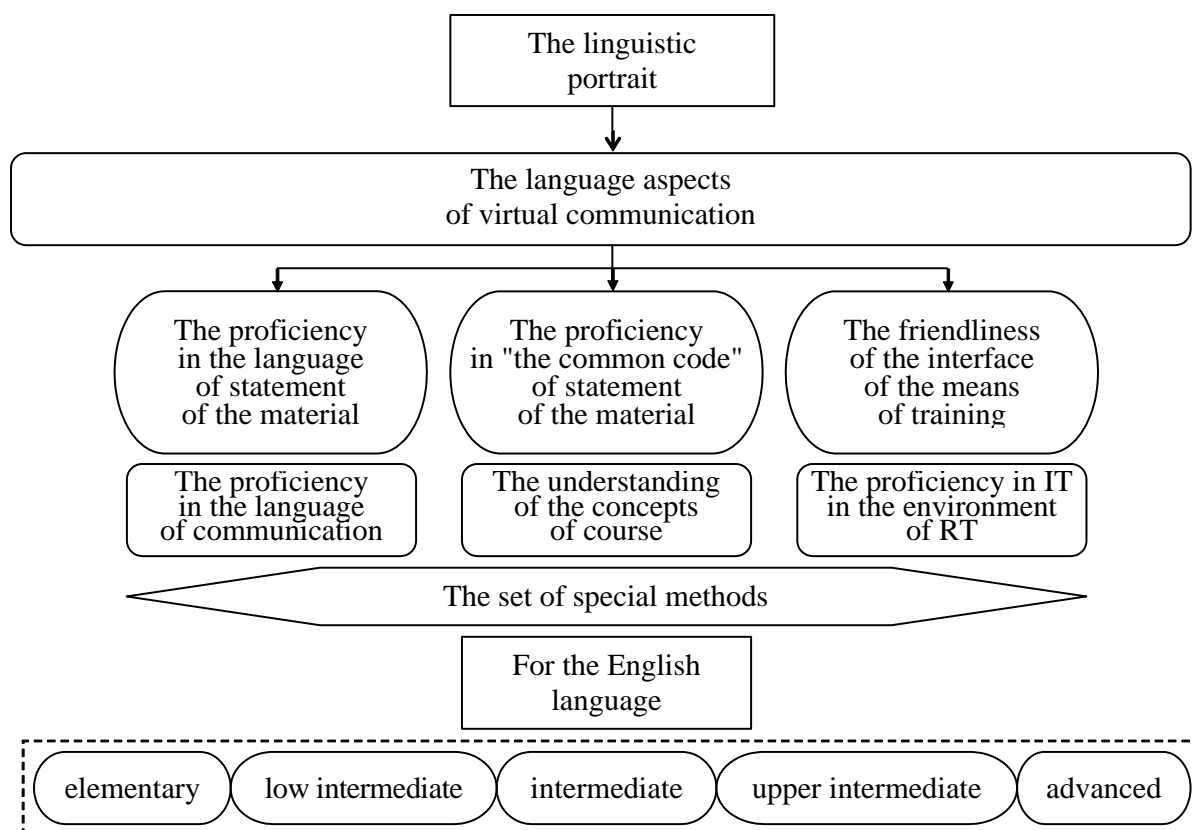 The linguistic
portrait
The language aspects
of virtual communication
The proficiency
in the language
of statement
of the material
The proficiency
in "the common code"
of statement
of the material
The friendliness
of the interface
of the means
of training
The proficiency
in the language
of communication
The understanding
of the concepts
of course
The proficiency in IT
in the environment
of RT
The set of special methods
For the English
language
elementary
low intermediate
intermediate
upper intermediate
advanced